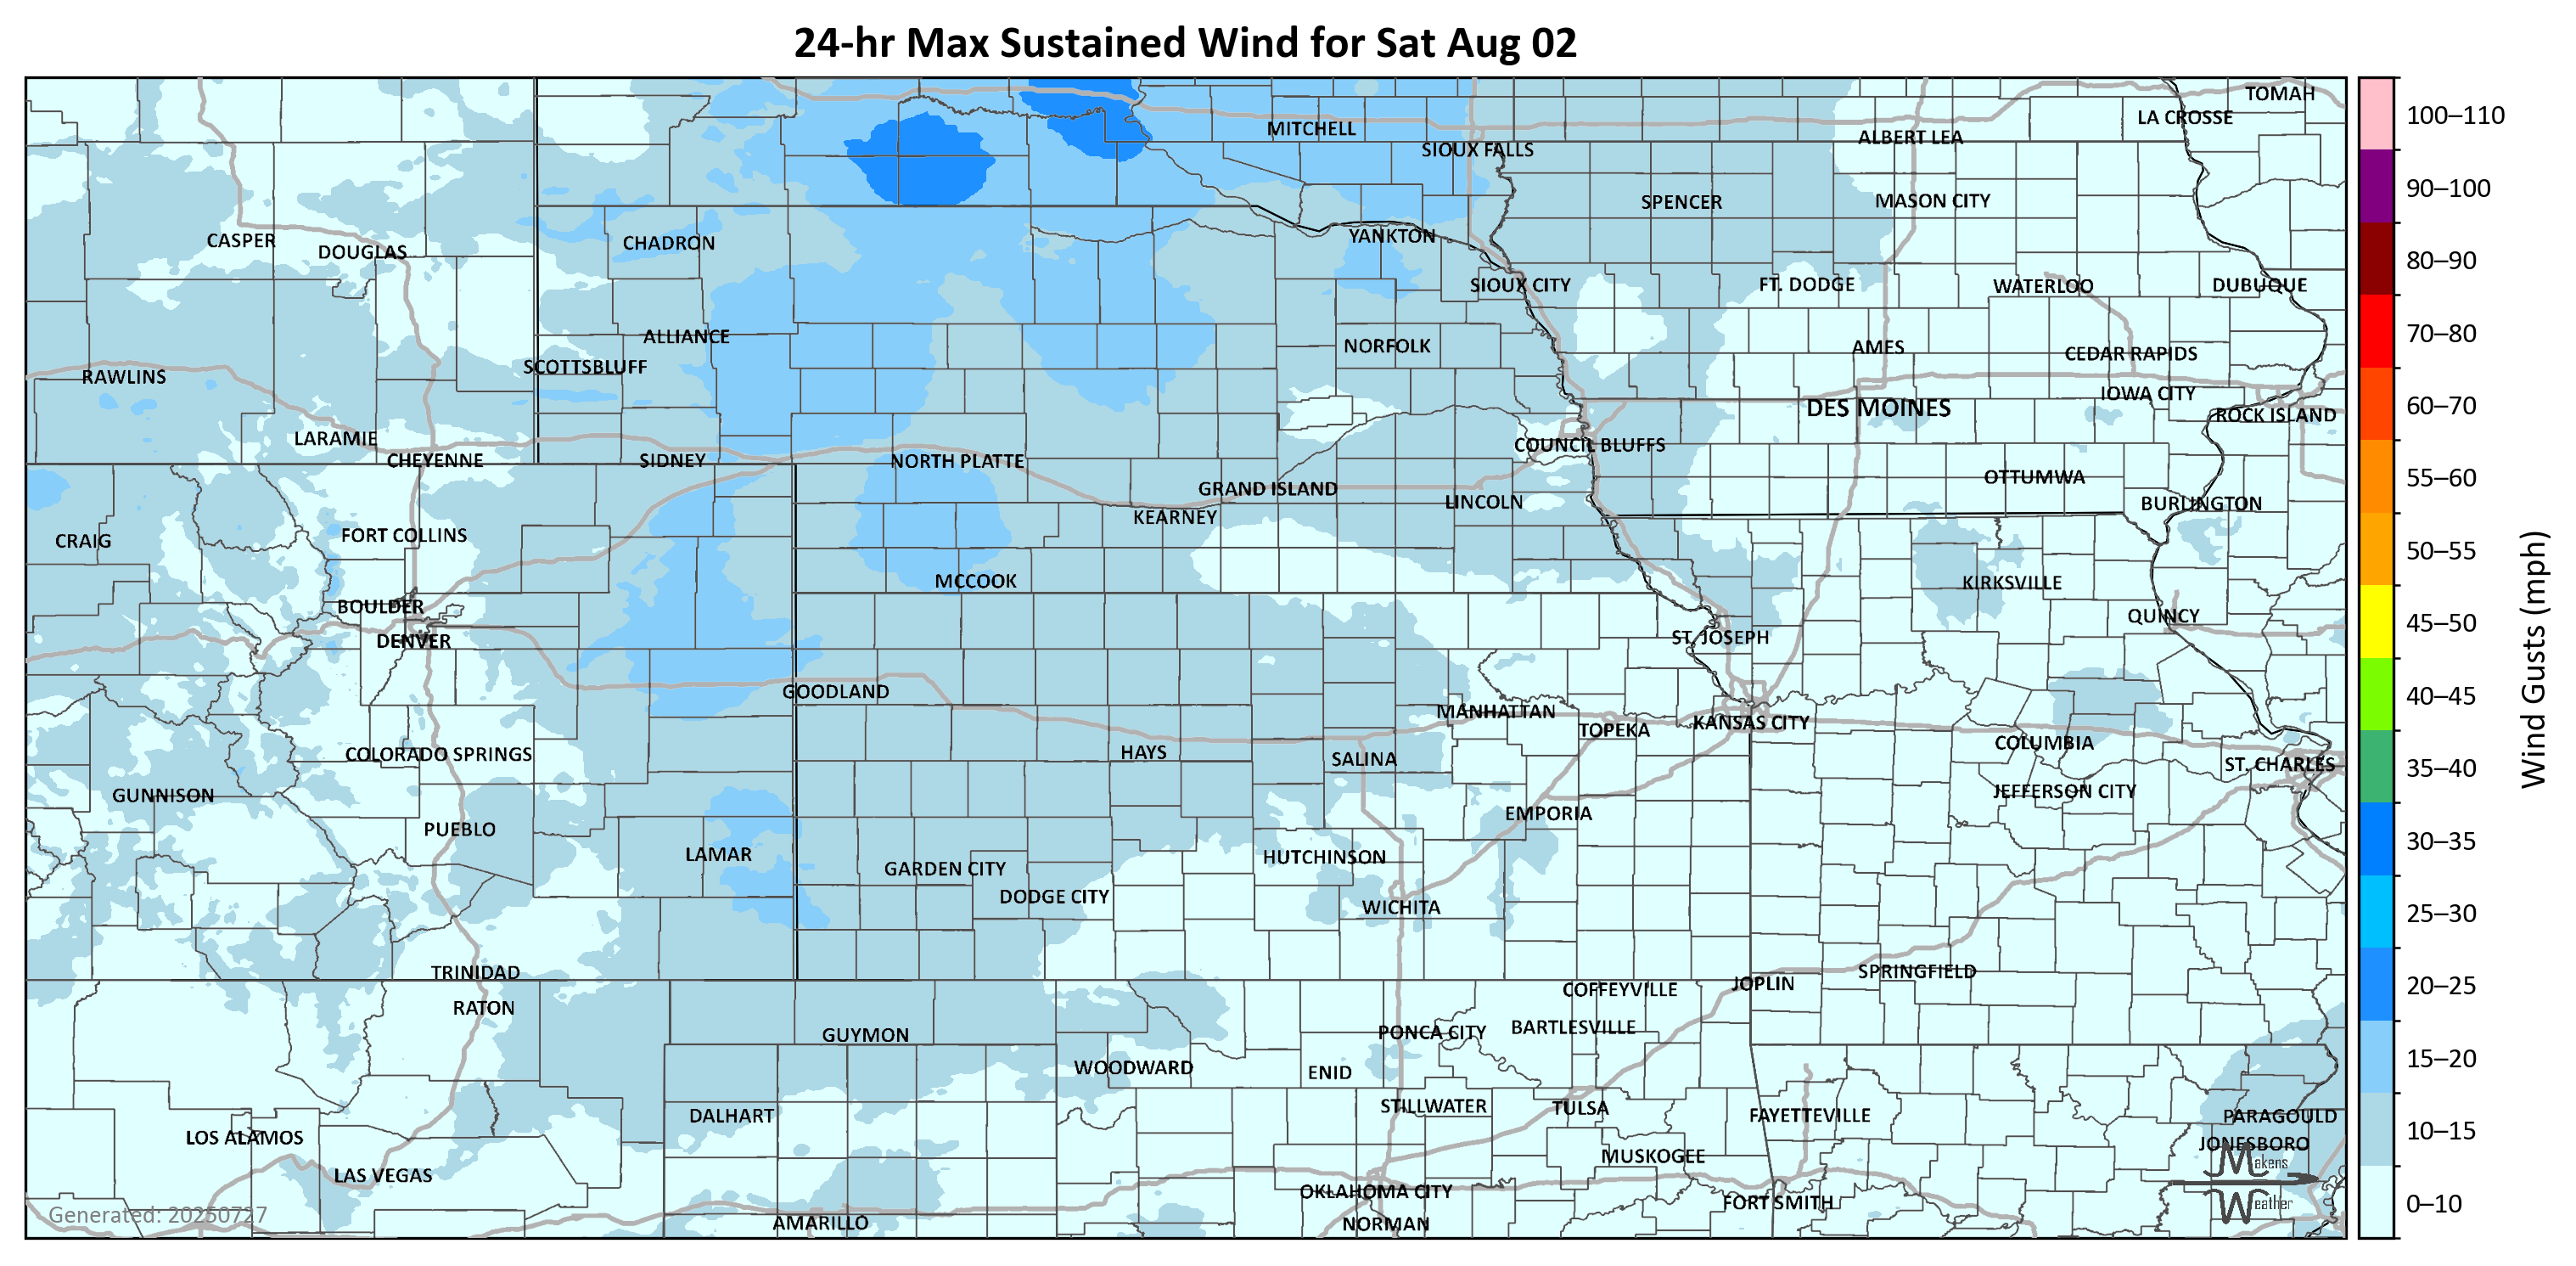 24-hr Max Sustained Wind for Sat Aug 02
TOMAH
LA CROSSE
MITCHELL
ALBERT LEA
SIOUX FALLS
SPENCER
MASON CITY
CASPER
DOUGLAS
CHADRON
YANKTON
SIOUX CITY
FT. DODGE
WATERLOO
DUBUQUE
ALLIANCE
NORFOLK
AMES
CEDAR RAPIDS
SCOTTSBLUFF
RAWLINS
IOWA CITY
DES MOINES
ROCK ISLAND
LARAMIE
COUNCIL BLUFFS
CHEYENNE
SIDNEY
NORTH PLATTE
OTTUMWA
GRAND ISLAND
LINCOLN
BURLINGTON
KEARNEY
CRAIG
FORT COLLINS
MCCOOK
KIRKSVILLE
BOULDER
QUINCY
DENVER
ST. JOSEPH
GOODLAND
MANHATTAN
TOPEKA
KANSAS CITY
COLUMBIA
COLORADO SPRINGS
HAYS
SALINA
ST. CHARLES
GUNNISON
JEFFERSON CITY
EMPORIA
PUEBLO
LAMAR
HUTCHINSON
GARDEN CITY
DODGE CITY
WICHITA
TRINIDAD
SPRINGFIELD
JOPLIN
COFFEYVILLE
RATON
GUYMON
PONCA CITY
BARTLESVILLE
WOODWARD
ENID
STILLWATER
TULSA
DALHART
FAYETTEVILLE
PARAGOULD
LOS ALAMOS
JONESBORO
MUSKOGEE
LAS VEGAS
OKLAHOMA CITY
FORT SMITH
AMARILLO
NORMAN
Makens
Weather
Generated: 20250727
100–110
90–100
80–90
70–80
60–70
55–60
50–55
45–50
40–45
35–40
30–35
25–30
20–25
15–20
10–15
0–10
Wind Gusts (mph)